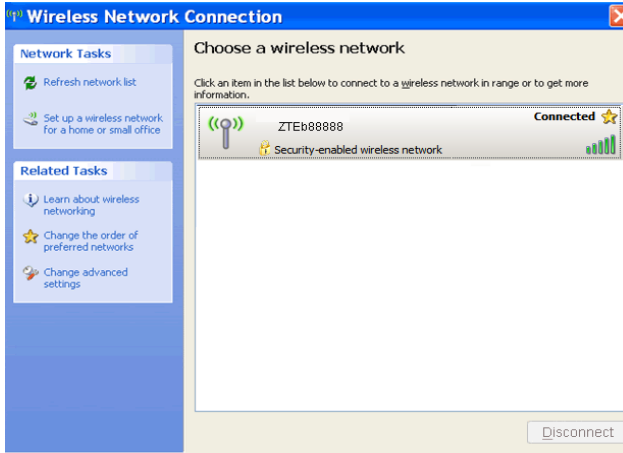 Wireless Network Connection
Network Tasks
Refresh network list
Set up a wireless network
for a home or small office
Related Tasks
Learn about wireless
networking
Change the order of
preferred networks
Change advanced
settings
Choose a wireless network
Click an item in the list below to connect to a wireless network in range or to get more
information.
ZTEb88888
Connected
Security-enabled wireless network
Disconnect